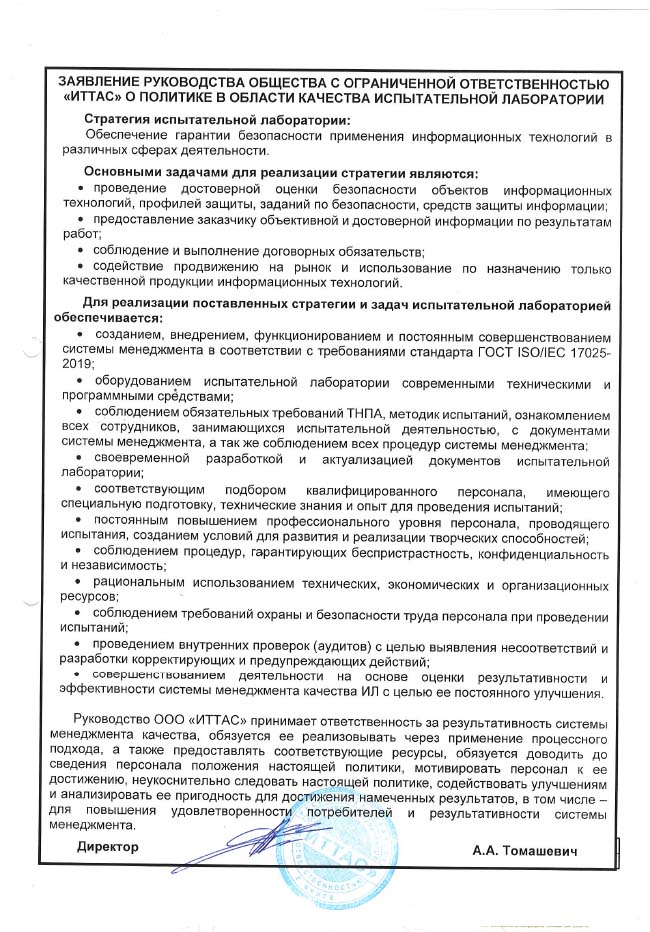 ЗАЯВЛЕНИЕ РУКОВОДСТВА ОБЩЕСТВА С ОГРАНИЧЕННОЙ ОТВЕТСТВЕННОСТЬЮ
«ИТТАС» О ПОЛИТИКЕ В ОБЛАСТИ КАЧЕСТВА ИСПЫТАТЕЛЬНОЙ ЛАБОРАТОРИИ
Стратегия испытательной лаборатории:
Обеспечение гарантии безопасности применения информационных технологий в
различных сферах деятельности.
Основными задачами для реализации стратегии являются:
• проведение достоверной оценки безопасности объектов информационных
технологий, профилей защиты, заданий по безопасности, средств защиты информации;
• предоставление заказчику объективной и достоверной информации по результатам
работ;
• соблюдение и выполнение договорных обязательств;
• содействие продвижению на рынок и использование по назначению только
качественной продукции информационных технологий.
Для реализации поставленных стратегии и задач испытательной лабораторией
обеспечивается:
• созданием, внедрением, функционированием и постоянным совершенствованием
системы менеджмента в соответствии с требованиями стандарта ГОСТ ISO/IEC 17025-
2019;
• оборудованием испытательной лаборатории современными техническими и
программными средствами;
• соблюдением обязательных требований ТНПА, методик испытаний, ознакомлением
всех сотрудников, занимающихся испытательной деятельностью, с документами
системы менеджмента, а так же соблюдением всех процедур системы менеджмента;
• своевременной разработкой и актуализацией документов испытательной
лаборатории;
• соответствующим подбором квалифицированного персонала, имеющего
специальную подготовку, технические знания и опыт для проведения испытаний;
• постоянным повышением профессионального уровня персонала, проводящего
испытания, созданием условий для развития и реализации творческих способностей;
• соблюдением процедур, гарантирующих беспристрастность, конфиденциальность
и независимость;
• рациональным использованием технических, экономических и организационных
ресурсов;
• соблюдением требований охраны и безопасности труда персонала при проведении
испытаний;
• проведением внутренних проверок (аудитов) с целью выявления несоответствий и
разработки корректирующих и предупреждающих действий;
• совершенствованием деятельности на основе оценки результативности и
эффективности системы менеджмента качества ИЛ с целью ее постоянного улучшения.
Руководство ООО «ИТТАС» принимает ответственность за результативность системы
менеджмента качества, обязуется ее реализовывать через применение процессного
подхода, а также предоставлять соответствующие ресурсы, обязуется доводить до
сведения персонала положения настоящей политики, мотивировать персонал к ее
достижению, неукоснительно следовать настоящей политике, содействовать улучшениям
и анализировать ее пригодность для достижения намеченных результатов, в том числе –
для повышения удовлетворенности потребителей и результативности системы
менеджмента.
Директор
А.А. Томашевич
ИТТАС»